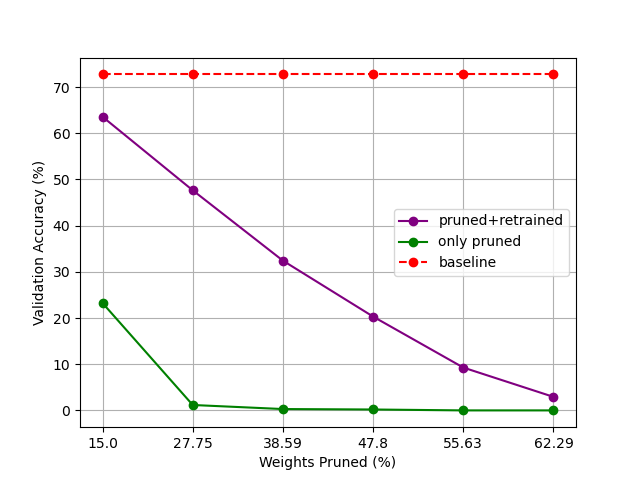 70
60
50
40
30
20
10
0
Validation Accuracy (%)
pruned+retrained
only pruned
baseline
15.0 27.75 38.59 47.8 55.63 62.29
Weights Pruned (%)